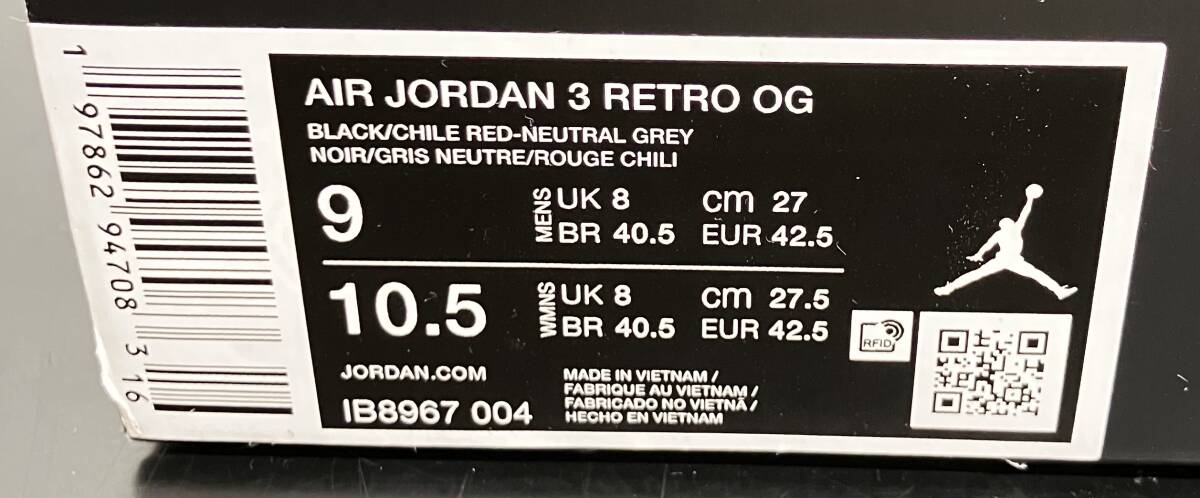 AIR JORDAN 3 RETRO OG
BLACK/CHILE RED-NEUTRAL GREY
NOIR/GRIS NEUTRE/ROUGE CHILI
9
MENS
UK 8 cm 27
BR 40.5 EUR 42.5
10.5
WMNS
UK 8 cm 27.5
BR 40.5 EUR 42.5
JORDAN.COM
IB8967 004
MADE IN VIETNAM /
FABRIQUE AU VIETNAM /
FABRICADO NO VIETNÃ /
HECHO EN VIETNAM
RFID
1 97862 94708 3 16